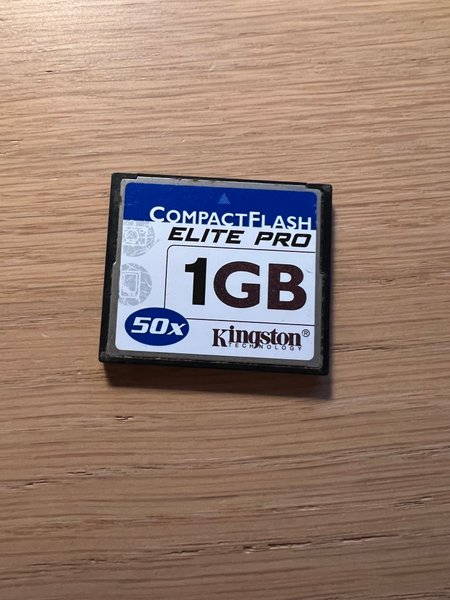 COMPACTFLASH
ELITE PRO
1GB
50x
Kingston®
TECHNOLOGY